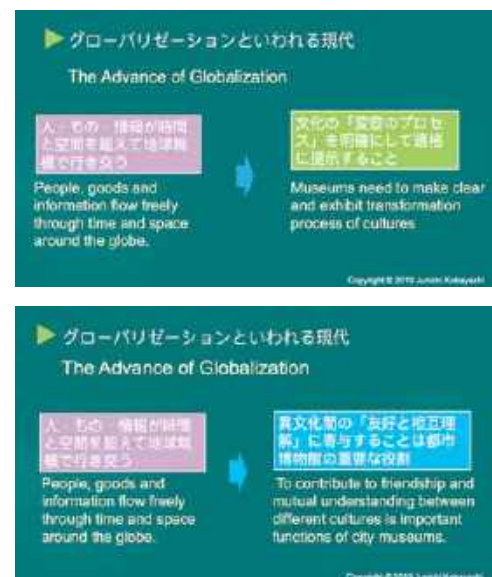 グローバリゼーションといわれる現代
The Advance of Globalization
人・もの・情報が時間
と空間を超えて地球規
模で行き交う
People, goods and
information flow freely
through time and space
around the globe.
文化の「変容のプロセ
ス」を明確にして適格
に提示すること
Museums need to make clear
and exhibit transformation
process of cultures
Copyright © 2010 Junichi Kobayashi
グローバリゼーションといわれる現代
The Advance of Globalization
人・もの・情報が時間
と空間を超えて地球規
模で行き交う
People, goods and
information flow freely
through time and space
around the globe.
異文化間の「友好と相互理
解」に寄与することは都市
博物館の重要な役割
To contribute to friendship and
mutual understanding between
different cultures is important
functions of city museums.
Copyright © 2010 Junichi Kobayashi